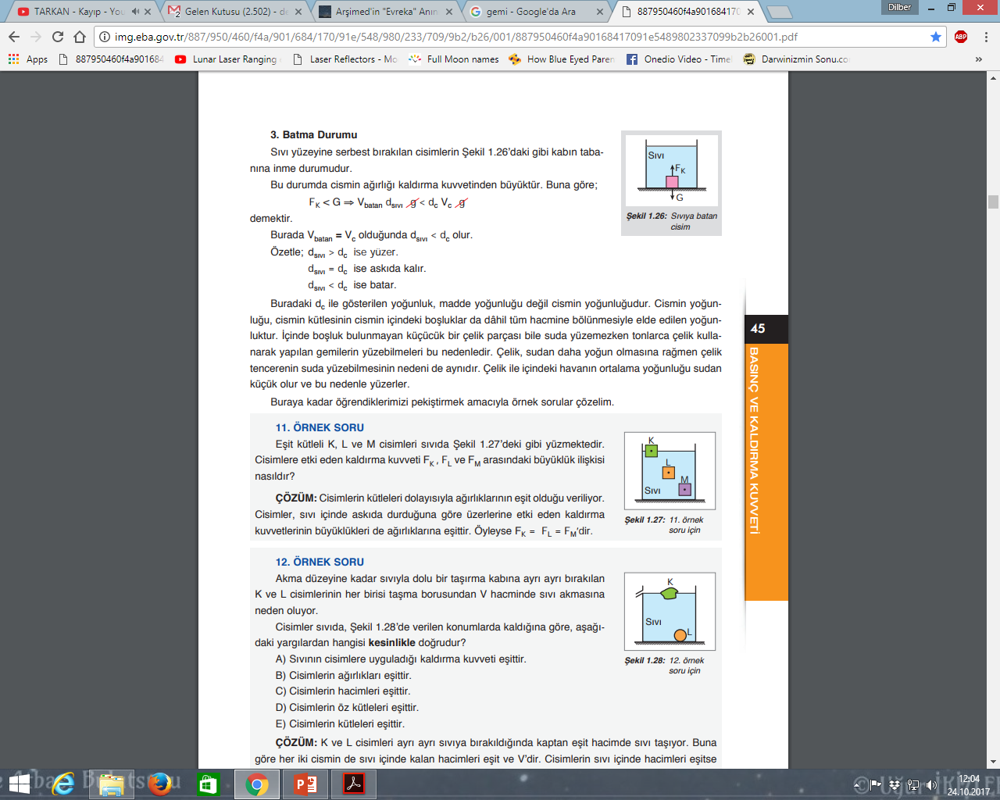 TARKAN - Kayıp - You
Gelen Kutusu (2.502) - de
Arşimed'in "Evreka" Anın
gemi - Google'da Ara
887950460f4a901684170
Dilber
img.eba.gov.tr/887/950/460/f4a/901/684/170/91e/548/980/233/709/9b2/b26/001/887950460f4a90168417091e5489802337099b2b26001.pdf
ABP
Apps
887950460f4a90168
Lunar Laser Ranging
Laser Reflectors - Mo
Full Moon names
How Blue Eyed Paren
Onedio Video - Timel
Darwinizmin Sonu.co
»
3. Batma Durumu
Sıvı yüzeyine serbest bırakılan cisimlerin Şekil 1.26'daki gibi kabın taba-
nına inme durumudur.
Bu durumda cismin ağırlığı kaldırma kuvvetinden büyüktür. Buna göre;
FK < G ⇒ Vbatan dsıvı g < dc Vc g
demektir.
Burada Vbatan = Vc olduğunda dsıvı < dc olur.
Özetle; dsıvı > dc ise yüzer.
dsıvı = dc ise askıda kalır.
dsıvı < dc ise batar.
Sıvı
FK
G
Şekil 1.26: Sıvıya batan
cisim
Buradaki dc ile gösterilen yoğunluk, madde yoğunluğu değil cismin yoğunluğudur. Cismin yoğun-
luğu, cismin kütlesinin cismin içindeki boşluklar da dâhil tüm hacmine bölünmesiyle elde edilen yoğun-
luktur. İçinde boşluk bulunmayan küçücük bir çelik parçası bile suda yüzemezken tonlarca çelik kulla-
narak yapılan gemilerin yüzebilmeleri bu nedenledir. Çelik, sudan daha yoğun olmasına rağmen çelik
tencerenin suda yüzebilmesinin nedeni de aynıdır. Çelik ile içindeki havanın ortalama yoğunluğu sudan
küçük olur ve bu nedenle yüzerler.
Buraya kadar öğrendiklerimizi pekiştirmek amacıyla örnek sorular çözelim.
45
BASINÇ VE KALDIRMA KUVVETİ
11. ÖRNEK SORU
Eşit kütleli K, L ve M cisimleri sıvıda Şekil 1.27'deki gibi yüzmektedir.
Cisimlere etki eden kaldırma kuvveti FK , FL ve FM arasındaki büyüklük ilişkisi
nasıldır?
ÇÖZÜM: Cisimlerin kütleleri dolayısıyla ağırlıklarının eşit olduğu veriliyor.
Cisimler, sıvı içinde askıda durduğuna göre üzerlerine etki eden kaldırma
kuvvetlerinin büyüklükleri de ağırlıklarına eşittir. Öyleyse FK = FL = FM'dir.
K
L
M
Sıvı
Şekil 1.27: 11. örnek
soru için
12. ÖRNEK SORU
Akma düzeyine kadar sıvıyla dolu bir taşırma kabına ayrı ayrı bırakılan
K ve L cisimlerinin her birisi taşma borusundan V hacminde sıvı akmasına
neden oluyor.
Cisimler sıvıda, Şekil 1.28'de verilen konumlarda kaldığına göre, aşağı-
daki yargılardan hangisi kesinlikle doğrudur?
A) Sıvının cisimlere uyguladığı kaldırma kuvveti eşittir.
B) Cisimlerin ağırlıkları eşittir.
C) Cisimlerin hacimleri eşittir.
D) Cisimlerin öz kütleleri eşittir.
E) Cisimlerin kütleleri eşittir.
K
Sıvı
L
Şekil 1.28: 12. örnek
soru için
ÇÖZÜM: K ve L cisimleri ayrı ayrı sıvıya bırakıldığında kaptan eşit hacimde sıvı taşıyor. Buna
göre her iki cismin de sıvı içinde kalan hacimleri eşit ve V'dir. Cisimlerin sıvı içinde hacimleri eşitse
12:04
24.10.2017